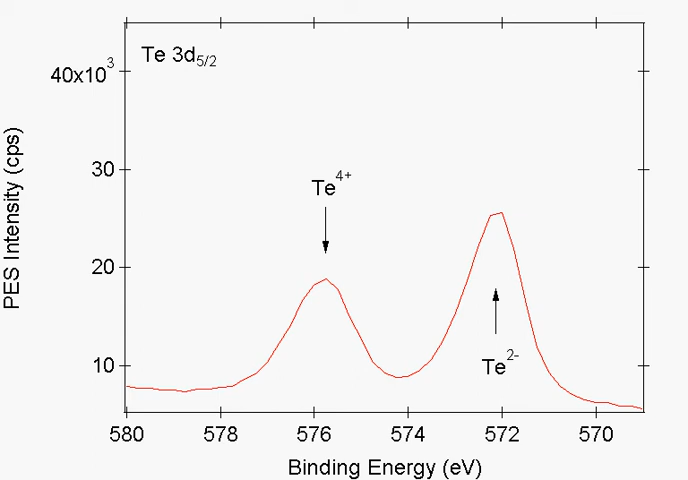 Te 3d5/2
40x10³
30
20
10
Te⁴⁺
Te²⁻
580 578 576 574 572 570
Binding Energy (eV)
PES Intensity (cps)